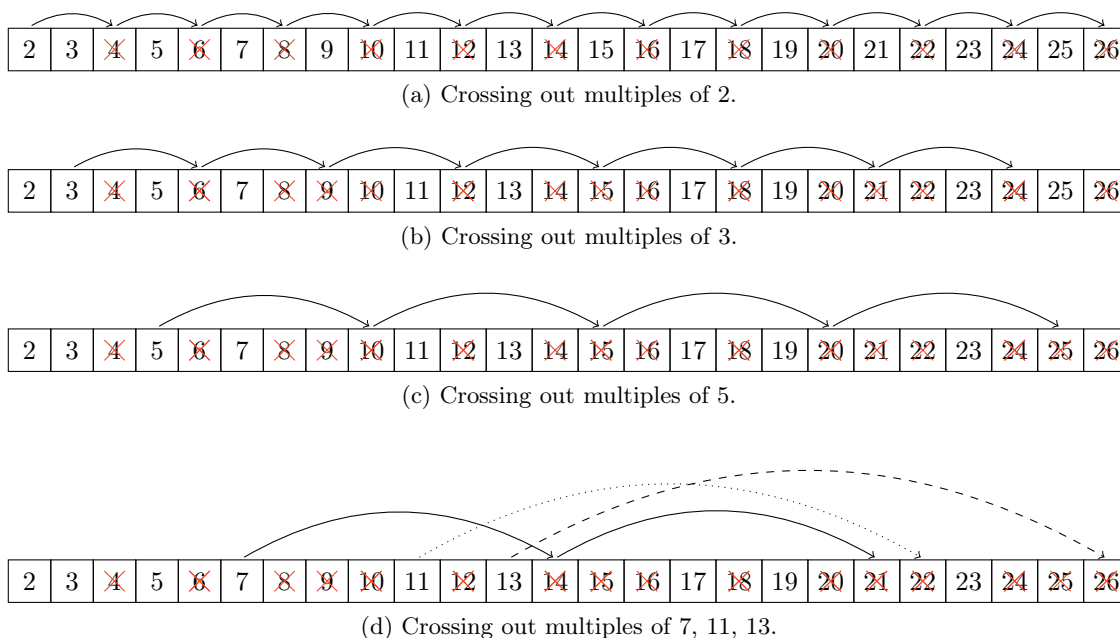 2 3 4 5 6 7 8 9 10 11 12 13 14 15 16 17 18 19 20 21 22 23 24 25 26
(a) Crossing out multiples of 2.
2 3 4 5 6 7 8 9 10 11 12 13 14 15 16 17 18 19 20 21 22 23 24 25 26
(b) Crossing out multiples of 3.
2 3 4 5 6 7 8 9 10 11 12 13 14 15 16 17 18 19 20 21 22 23 24 25 26
(c) Crossing out multiples of 5.
2 3 4 5 6 7 8 9 10 11 12 13 14 15 16 17 18 19 20 21 22 23 24 25 26
(d) Crossing out multiples of 7, 11, 13.